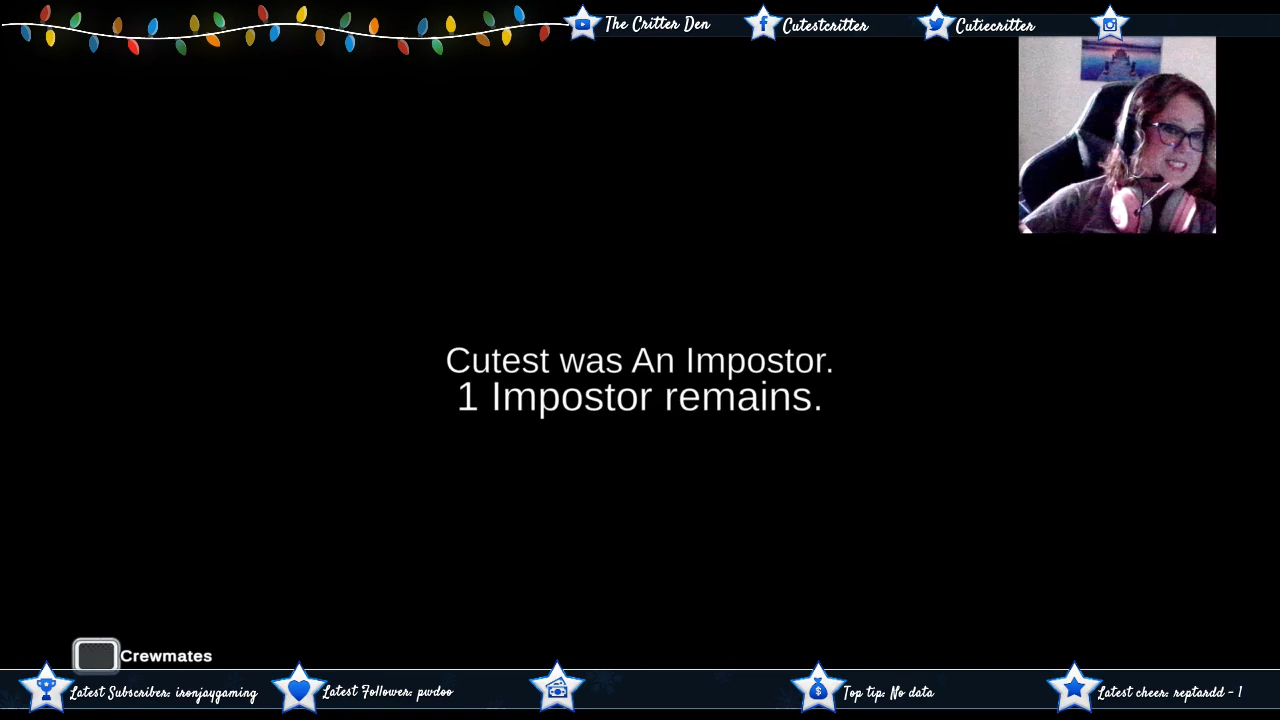 The Critter Den
Cutestcritter
Cutiecritter
Cutest was An Impostor.
1 Impostor remains.
Crewmates
Latest Subscriber: ironjaygaming
Latest Follower: pwdoo
Top tip: No data
Latest cheer: reptardd - 1